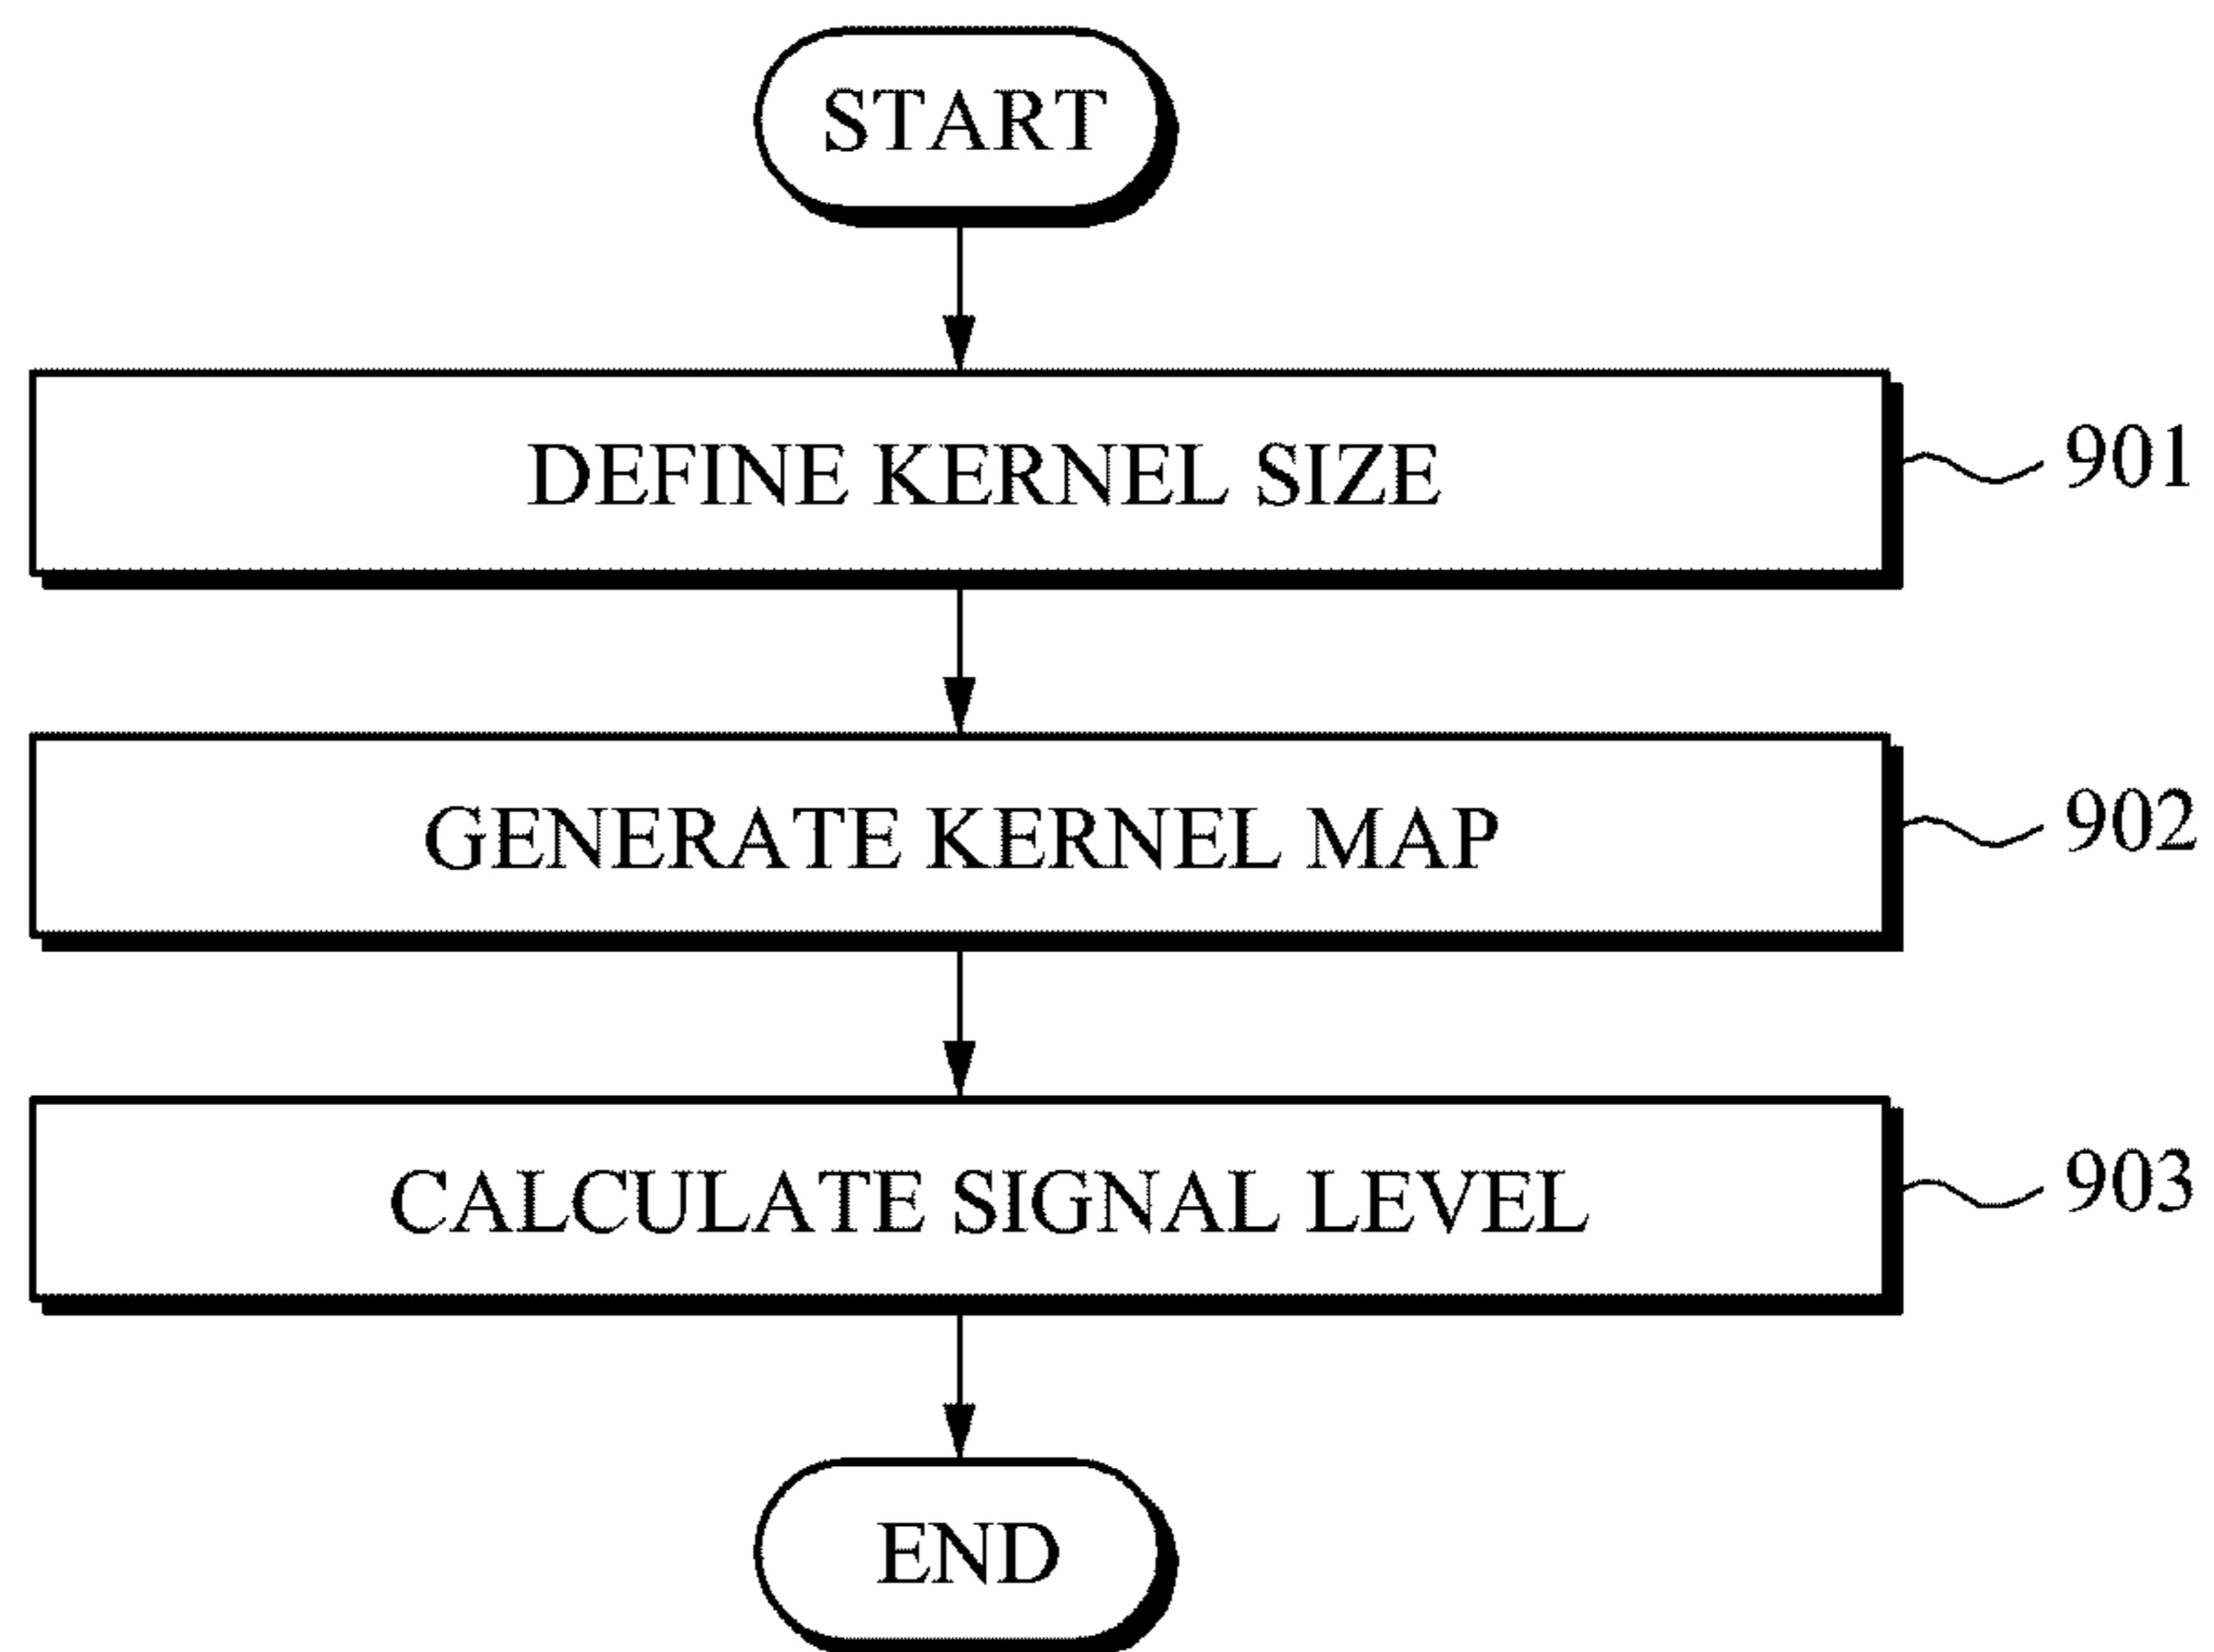 START
DEFINE KERNEL SIZE
901
GENERATE KERNEL MAP
902
CALCULATE SIGNAL LEVEL
903
END